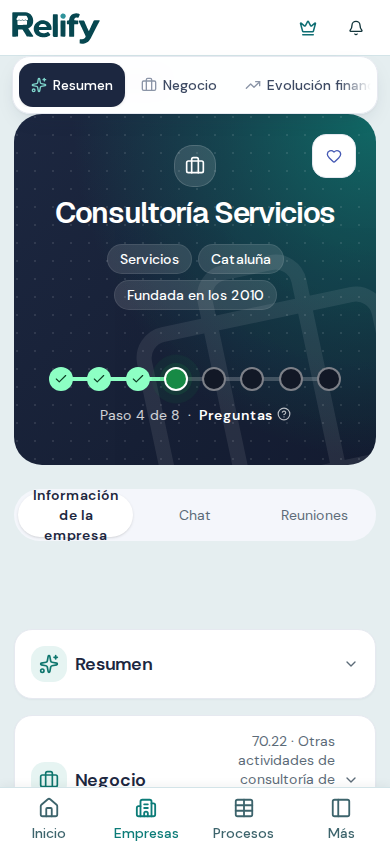 Relify
Resumen
Negocio
Evolución finan
Consultoría Servicios
Servicios
Cataluña
Fundada en los 2010
Paso 4 de 8 · Preguntas
Información
de la
empresa
Chat
Reuniones
Resumen
70.22 · Otras
actividades de
consultoría de
Negocio
Inicio
Empresas
Procesos
Más